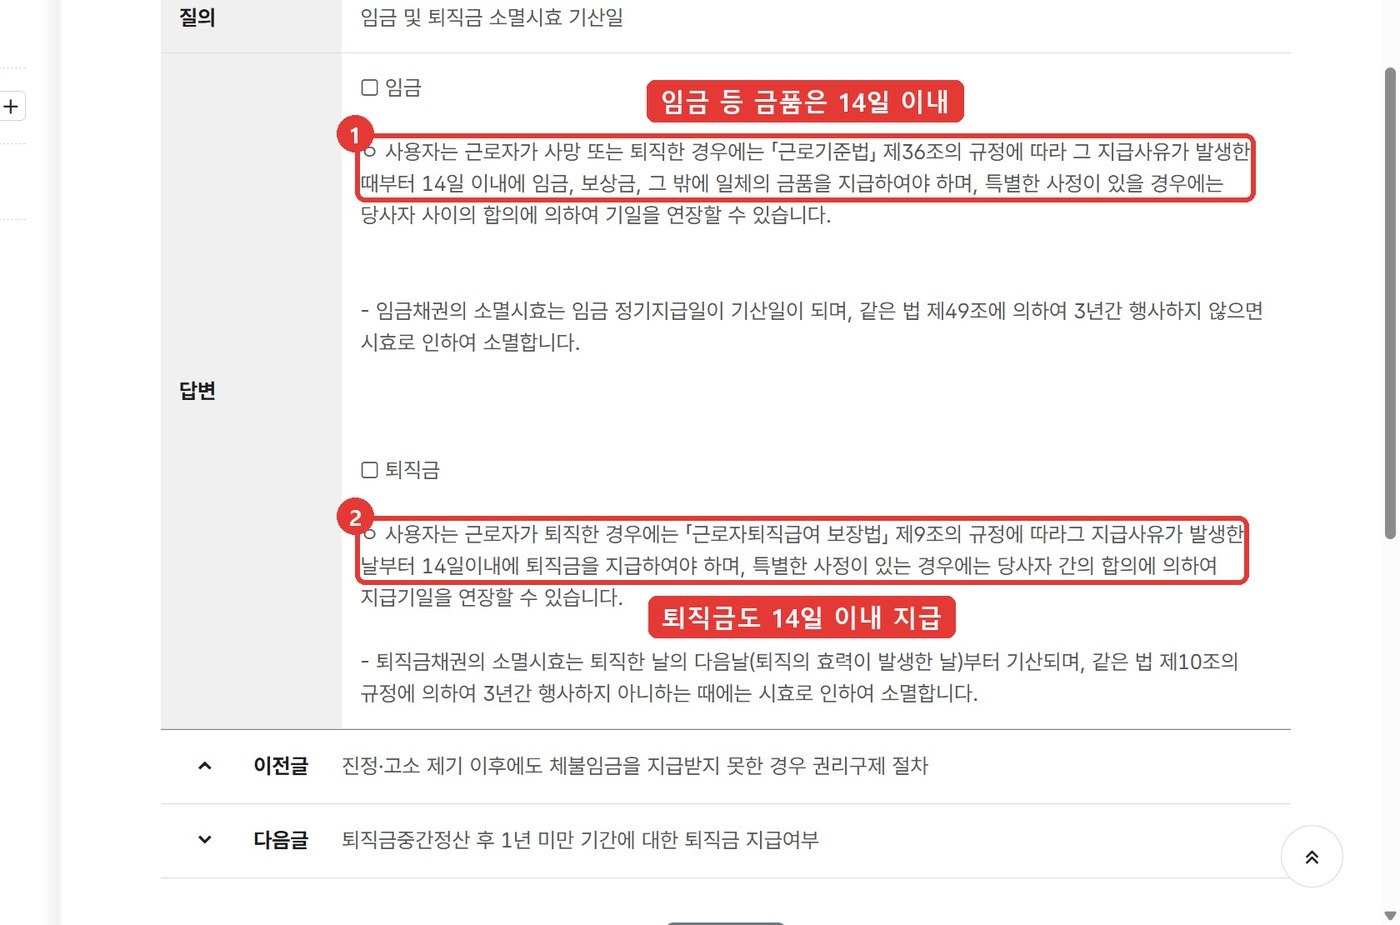 질의
임금 및 퇴직금 소멸시효 기산일
답변
□ 임금
임금 등 금품은 14일 이내
1
ㅇ 사용자는 근로자가 사망 또는 퇴직한 경우에는 「근로기준법」 제36조의 규정에 따라 그 지급사유가 발생한
때부터 14일 이내에 임금, 보상금, 그 밖에 일체의 금품을 지급하여야 하며, 특별한 사정이 있을 경우에는
당사자 사이의 합의에 의하여 기일을 연장할 수 있습니다.
- 임금채권의 소멸시효는 임금 정기지급일이 기산일이 되며, 같은 법 제49조에 의하여 3년간 행사하지 않으면
시효로 인하여 소멸합니다.
□ 퇴직금
2
ㅇ 사용자는 근로자가 퇴직한 경우에는 「근로자퇴직급여 보장법」 제9조의 규정에 따라그 지급사유가 발생한
날부터 14일이내에 퇴직금을 지급하여야 하며, 특별한 사정이 있는 경우에는 당사자 간의 합의에 의하여
지급기일을 연장할 수 있습니다.
퇴직금도 14일 이내 지급
- 퇴직금채권의 소멸시효는 퇴직한 날의 다음날(퇴직의 효력이 발생한 날)부터 기산되며, 같은 법 제10조의
규정에 의하여 3년간 행사하지 아니하는 때에는 시효로 인하여 소멸합니다.
이전글 진정·고소 제기 이후에도 체불임금을 지급받지 못한 경우 권리구제 절차
다음글 퇴직금중간정산 후 1년 미만 기간에 대한 퇴직금 지급여부